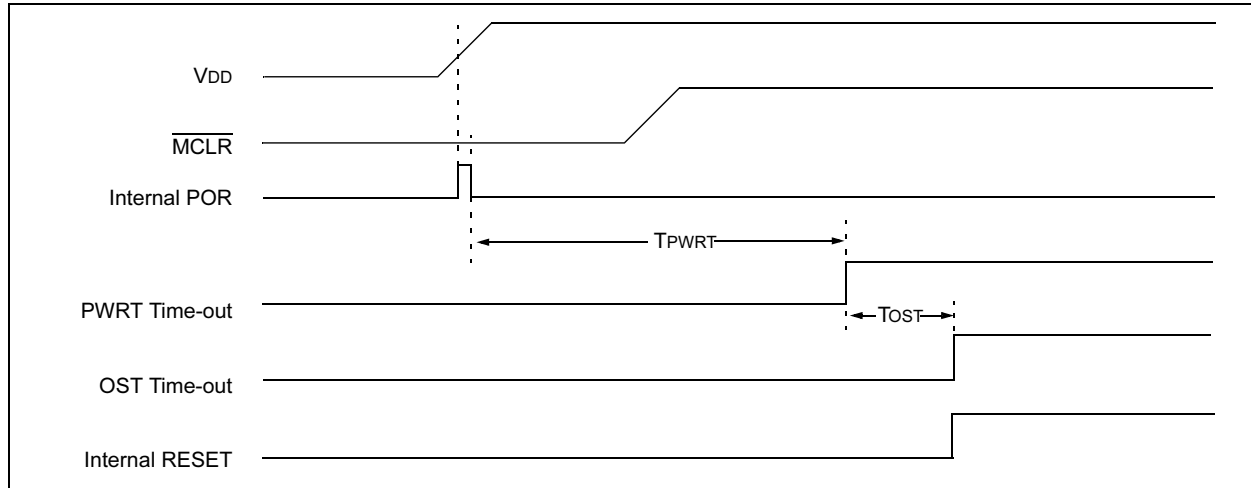 VDD
MCLR
Internal POR
TPWRT
PWRT Time-out
TOST
OST Time-out
Internal RESET